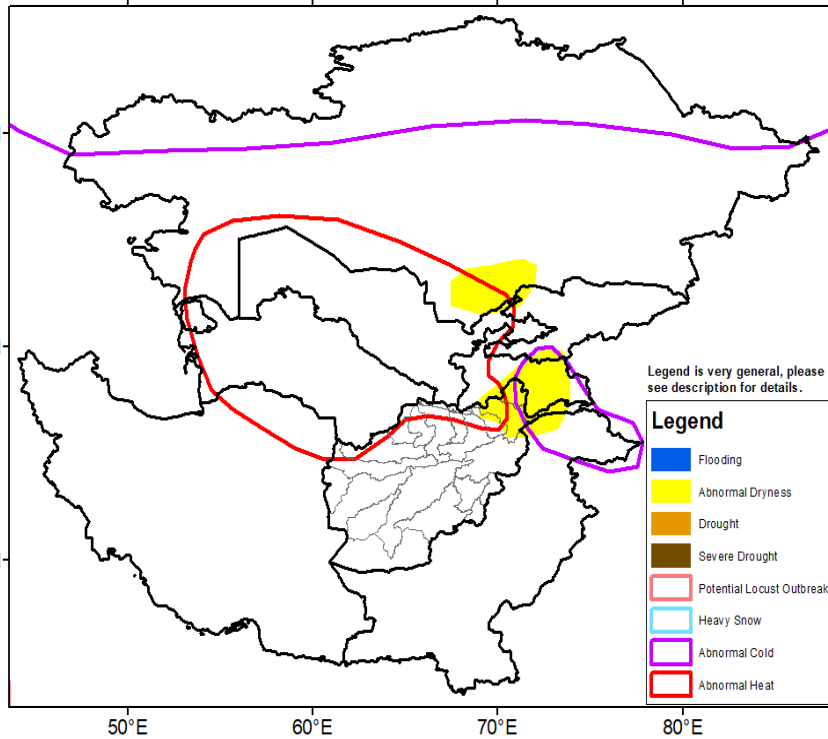 Legend is very general, please
see description for details.
Legend
Flooding
Abnormal Dryness
Drought
Severe Drought
Potential Locust Outbreak
Heavy Snow
Abnormal Cold
Abnormal Heat
50°E 60°E 70°E 80°E